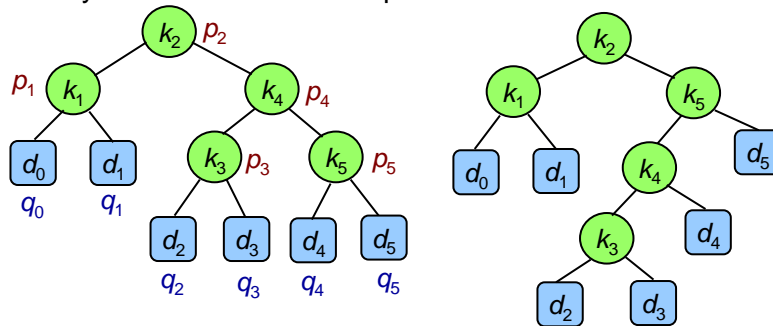 k2 p2
p1 k1 k4 p4
d0 d1 k3 p3 k5 p5
q0 q1
d2 d3 d4 d5
q2 q3 q4 q5
k2
k1 k5
d0 d1 k4 d5
k3 d4
d2 d3